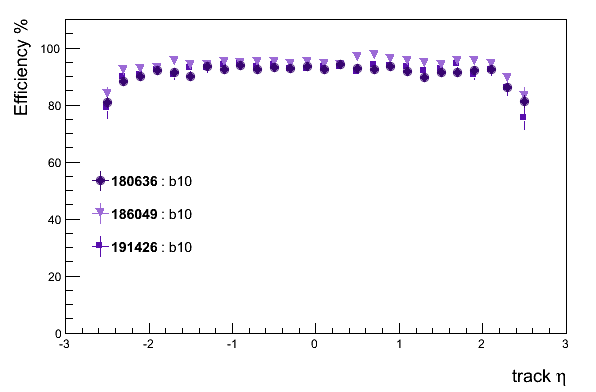 Efficiency %
100
80
60
40
20
0
180636 : b10
186049 : b10
191426 : b10
-3 -2 -1 0 1 2 3
track η